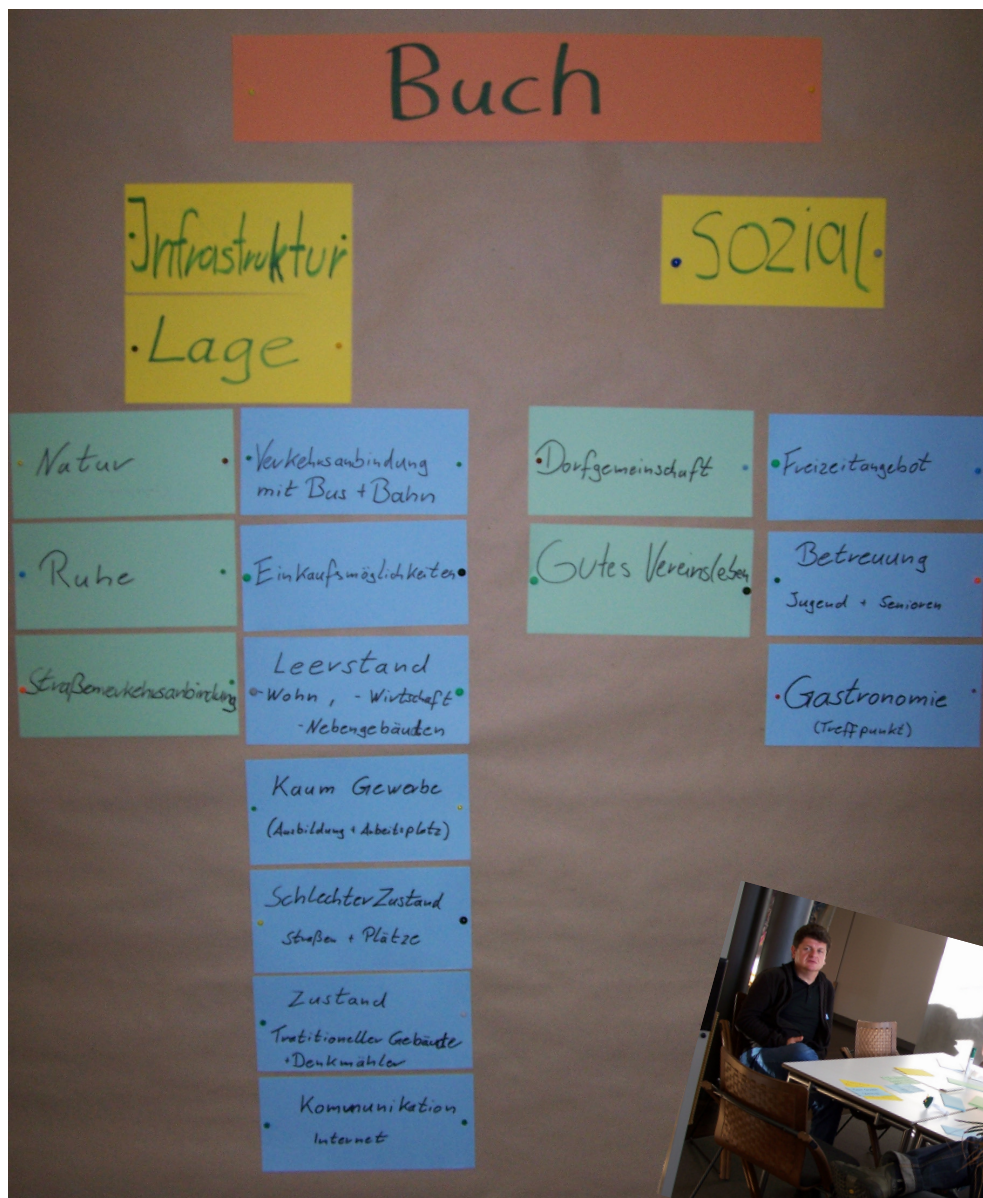 Buch
Infrastruktur
Lage
Sozial
Natur
Ruhe
Straßenverkehrsanbindung
Verkehrsanbindung
mit Bus + Bahn
Einkaufsmöglichkeiten
Leerstand
- Wohn, - Wirtschaft
- Nebengebäuden
Kaum Gewerbe
(Ausbildung + Arbeitsplatz)
Schlechter Zustand
Straßen + Plätze
Zustand
Tratitioneller Gebäude
+ Denkmähler
Kommunikation
Internet
Dorfgemeinschaft
Gutes Vereinsleben
Freizeitangebot
Betreuung
Jugend + Senioren
Gastronomie
(Treffpunkt)